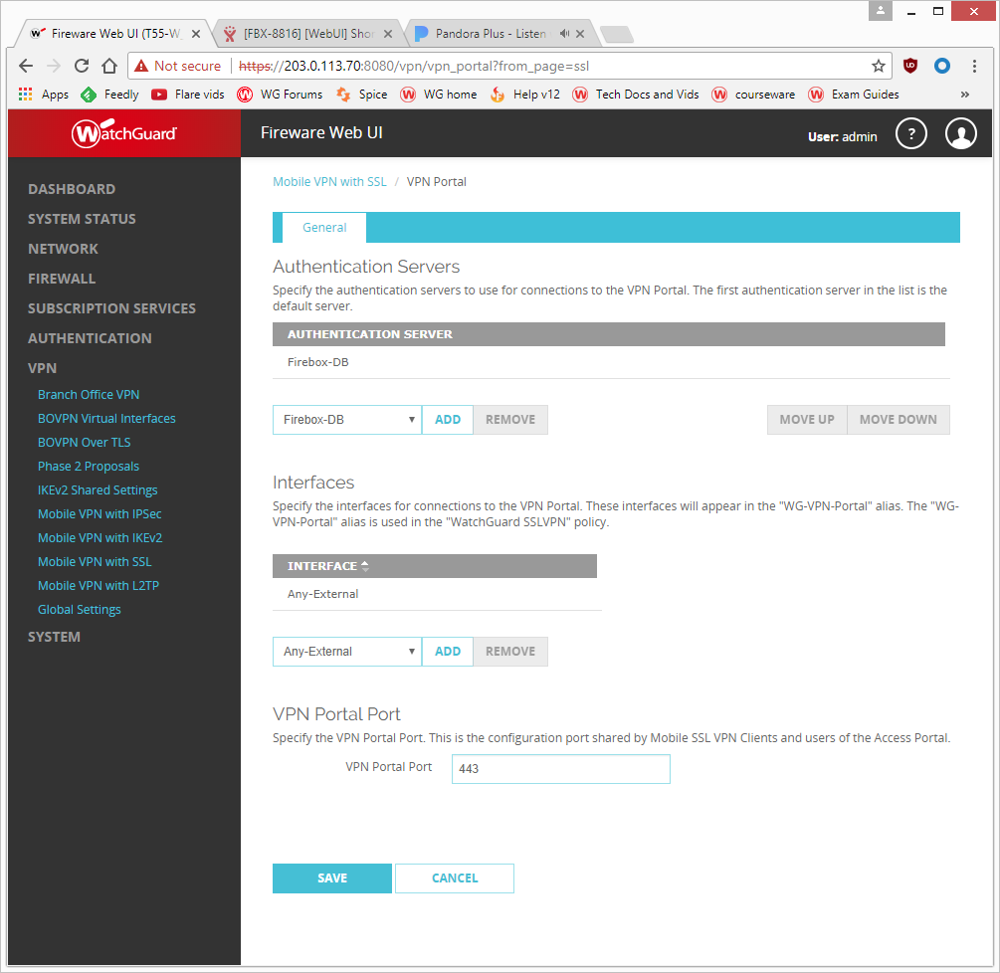 Fireware Web UI (T55-W
[FBX-8816] [WebUI] Sho
Pandora Plus - Listen
Not secure https://203.0.113.70:8080/vpn/vpn_portal?from_page=ssl
Apps Feedly Flare vids WG Forums Spice WG home Help v12 Tech Docs and Vids courseware Exam Guides »
WatchGuard
Fireware Web UI
User: admin
?
DASHBOARD
SYSTEM STATUS
NETWORK
FIREWALL
SUBSCRIPTION SERVICES
AUTHENTICATION
VPN
Branch Office VPN
BOVPN Virtual Interfaces
BOVPN Over TLS
Phase 2 Proposals
IKEv2 Shared Settings
Mobile VPN with IPSec
Mobile VPN with IKEv2
Mobile VPN with SSL
Mobile VPN with L2TP
Global Settings
SYSTEM
Mobile VPN with SSL / VPN Portal
General
Authentication Servers
Specify the authentication servers to use for connections to the VPN Portal. The first authentication server in the list is the
default server.
AUTHENTICATION SERVER
Firebox-DB
Firebox-DB ADD REMOVE MOVE UP MOVE DOWN
Interfaces
Specify the interfaces for connections to the VPN Portal. These interfaces will appear in the "WG-VPN-Portal" alias. The "WG-
VPN-Portal" alias is used in the "WatchGuard SSLVPN" policy.
INTERFACE
Any-External
Any-External ADD REMOVE
VPN Portal Port
Specify the VPN Portal Port. This is the configuration port shared by Mobile SSL VPN Clients and users of the Access Portal.
VPN Portal Port 443
SAVE CANCEL